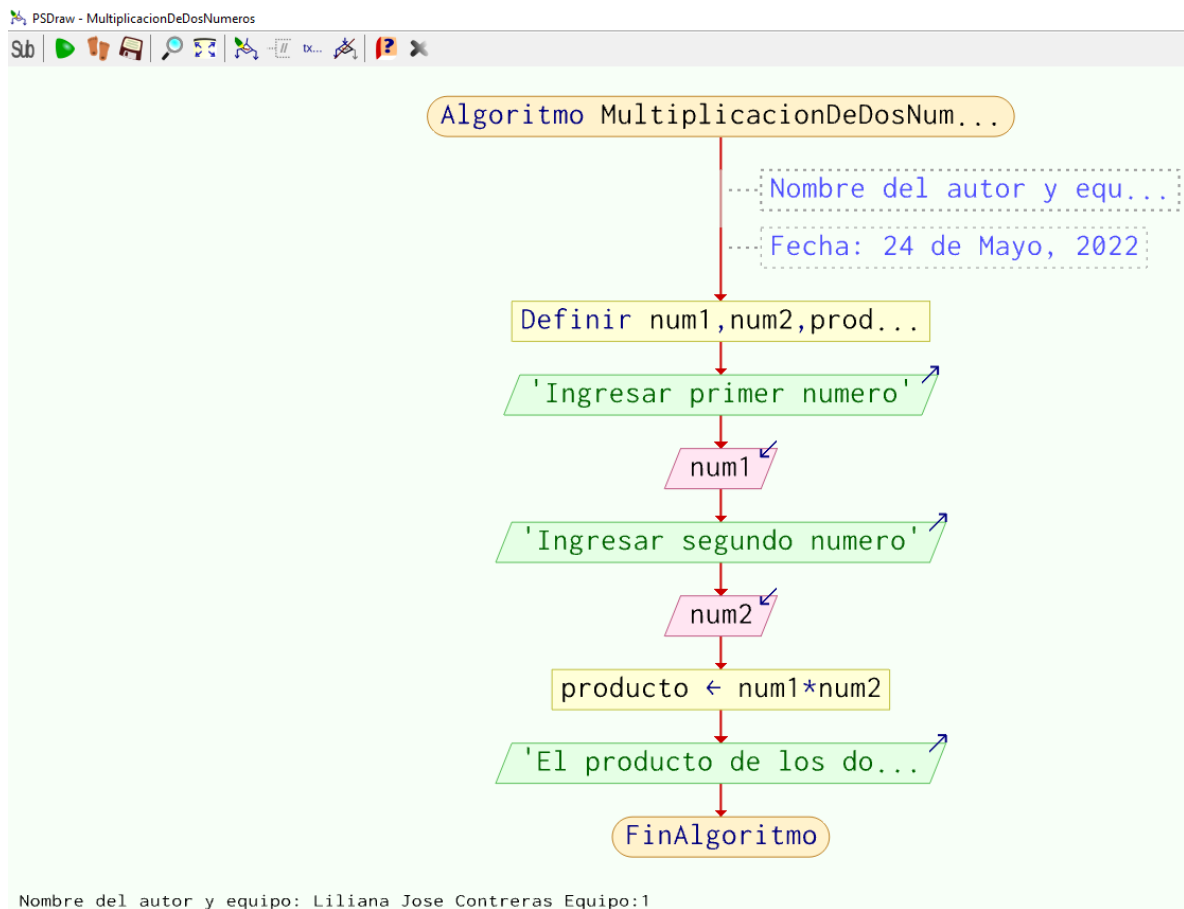 PSDraw - MultiplicacionDeDosNumeros
Sub tx...
Algoritmo MultiplicacionDeDosNum...
Nombre del autor y equ...
Fecha: 24 de Mayo, 2022
Definir num1,num2,prod...
'Ingresar primer numero'
num1
'Ingresar segundo numero'
num2
producto ← num1*num2
'El producto de los do...
FinAlgoritmo
Nombre del autor y equipo: Liliana Jose Contreras Equipo:1